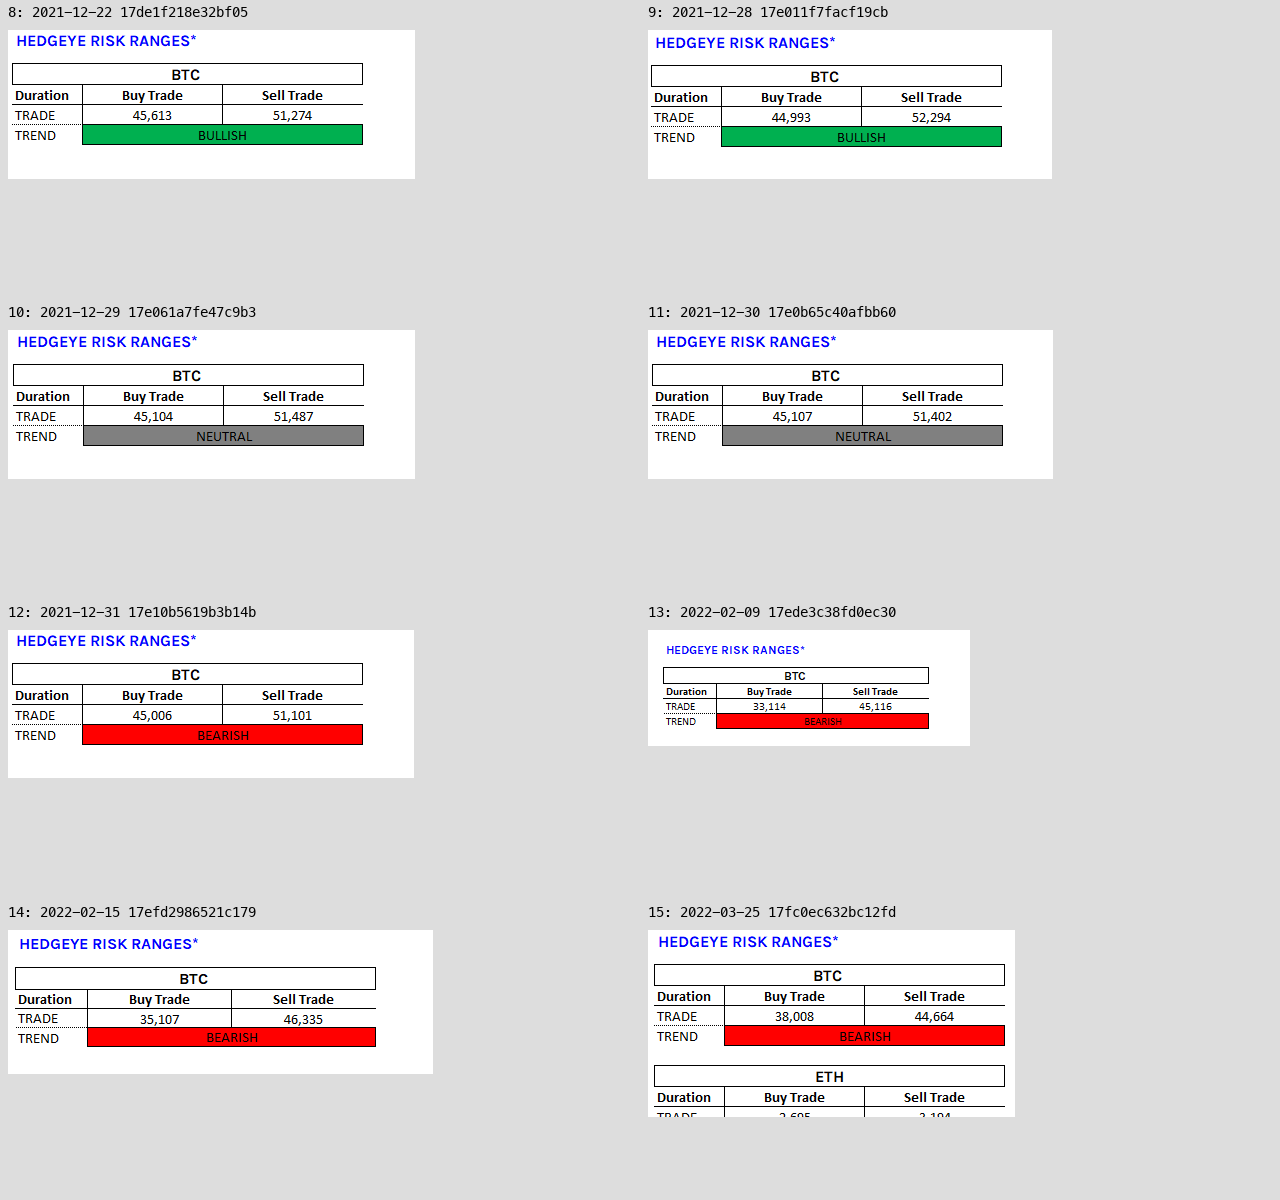 8: 2021−12−22 17de1f218e32bf05
HEDGEYE RISK RANGES*
BTC
Duration Buy Trade Sell Trade
TRADE 45,613 51,274
TREND BULLISH
9: 2021−12−28 17e011f7facf19cb
HEDGEYE RISK RANGES*
BTC
Duration Buy Trade Sell Trade
TRADE 44,993 52,294
TREND BULLISH
10: 2021−12−29 17e061a7fe47c9b3
HEDGEYE RISK RANGES*
BTC
Duration Buy Trade Sell Trade
TRADE 45,104 51,487
TREND NEUTRAL
11: 2021−12−30 17e0b65c40afbb60
HEDGEYE RISK RANGES*
BTC
Duration Buy Trade Sell Trade
TRADE 45,107 51,402
TREND NEUTRAL
12: 2021−12−31 17e10b5619b3b14b
HEDGEYE RISK RANGES*
BTC
Duration Buy Trade Sell Trade
TRADE 45,006 51,101
TREND BEARISH
13: 2022−02−09 17ede3c38fd0ec30
HEDGEYE RISK RANGES*
BTC
Duration Buy Trade Sell Trade
TRADE 33,114 45,116
TREND BEARISH
14: 2022−02−15 17efd2986521c179
HEDGEYE RISK RANGES*
BTC
Duration Buy Trade Sell Trade
TRADE 35,107 46,335
TREND BEARISH
15: 2022−03−25 17fc0ec632bc12fd
HEDGEYE RISK RANGES*
BTC
Duration Buy Trade Sell Trade
TRADE 38,008 44,664
TREND BEARISH
ETH
Duration Buy Trade Sell Trade
TRADE